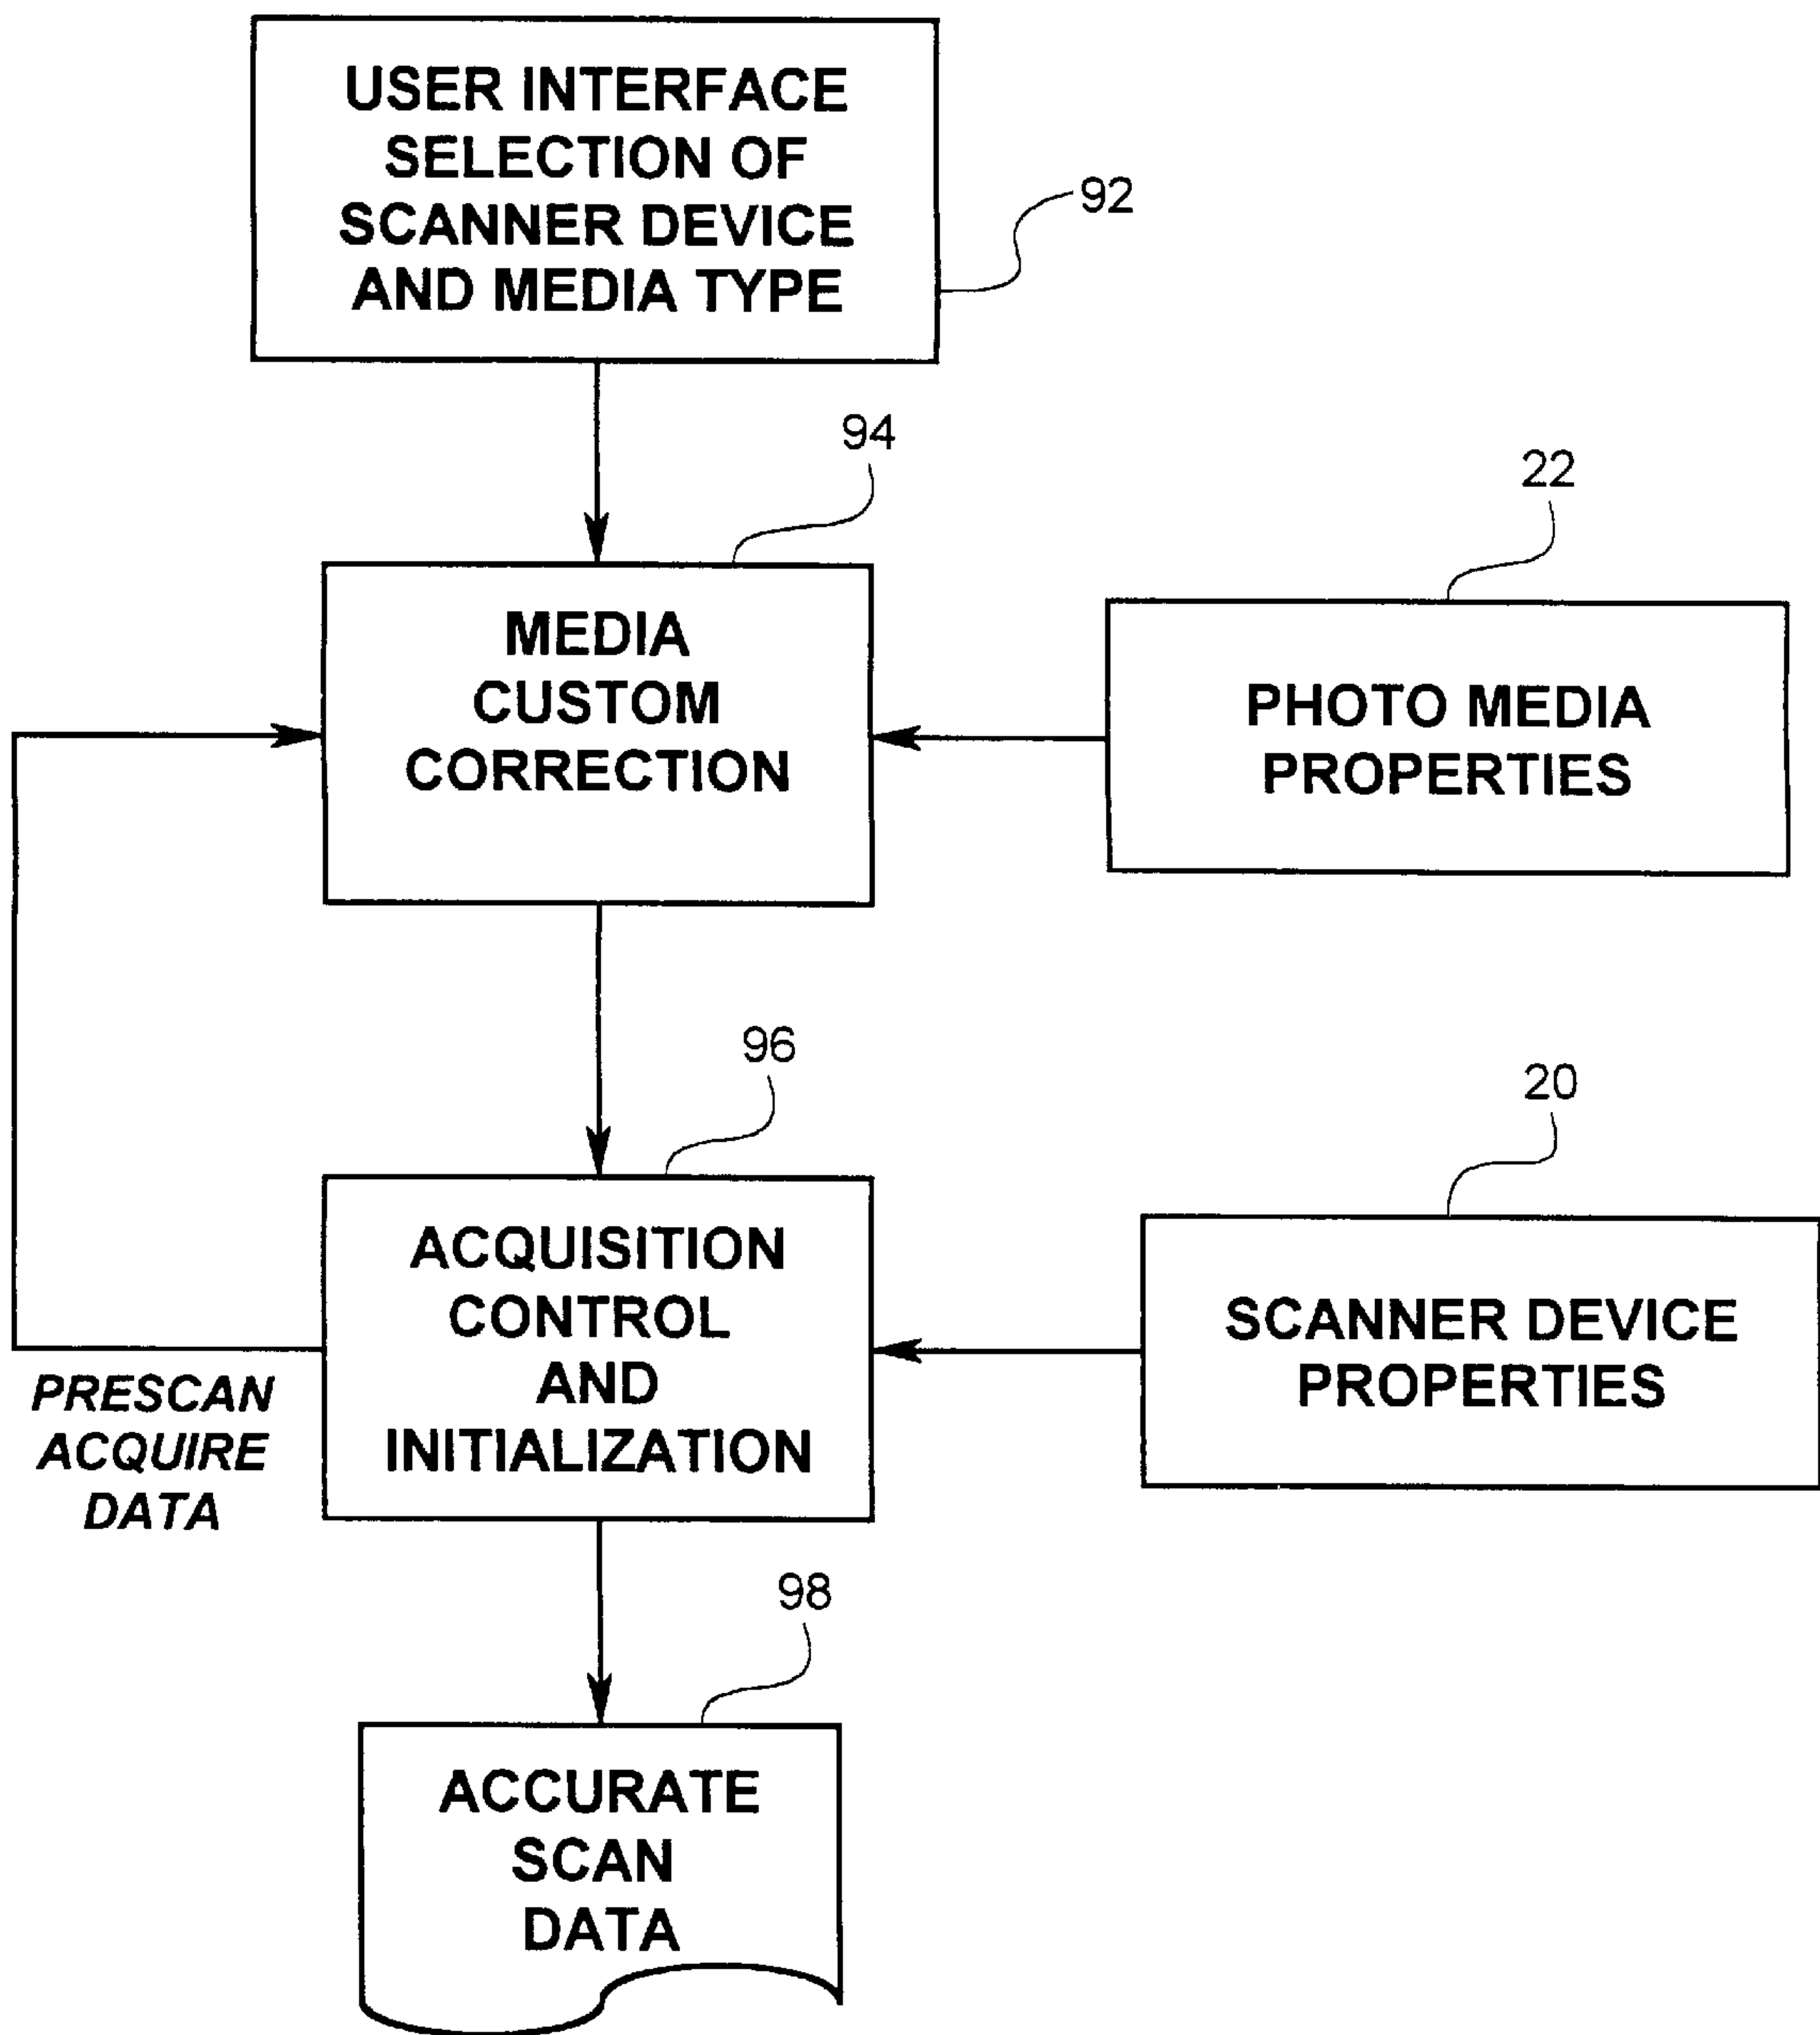 USER INTERFACE
SELECTION OF
SCANNER DEVICE
AND MEDIA TYPE
92
94
MEDIA
CUSTOM
CORRECTION
22
PHOTO MEDIA
PROPERTIES
96
ACQUISITION
CONTROL
AND
INITIALIZATION
20
SCANNER DEVICE
PROPERTIES
PRESCAN
ACQUIRE
DATA
98
ACCURATE
SCAN
DATA